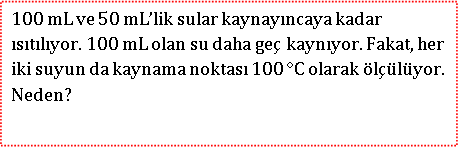 100 mL ve 50 mL’lik sular kaynayıncaya kadar
ısıtılıyor. 100 mL olan su daha geç kaynıyor. Fakat, her
iki suyun da kaynama noktası 100 °C olarak ölçülüyor.
Neden?